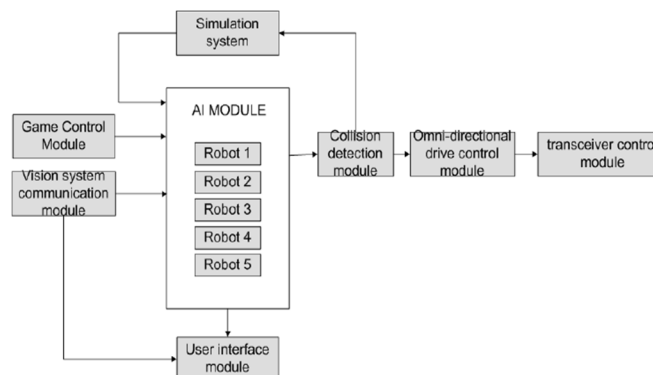 Simulation
system
AI MODULE
Game Control
Module
Vision system
communication
module
Robot 1
Robot 2
Robot 3
Robot 4
Robot 5
Collision
detection
module
Omni-directional
drive control
module
transceiver contro
module
User interface
module